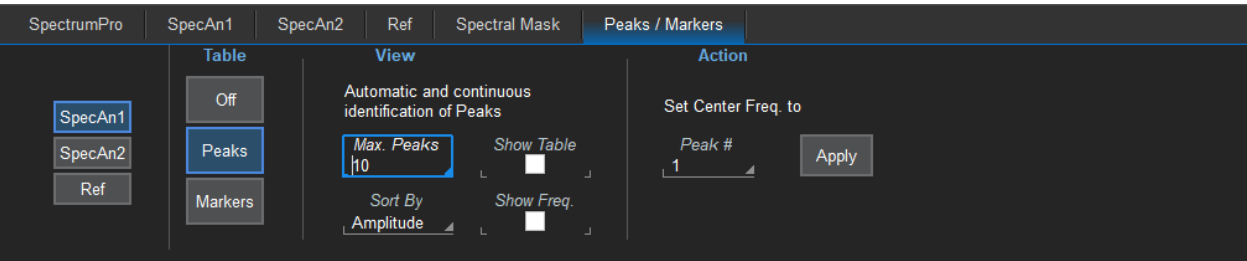 SpectrumPro SpecAn1 SpecAn2 Ref Spectral Mask Peaks / Markers
Table View Action
SpecAn1
SpecAn2
Ref
Off
Peaks
Markers
Automatic and continuous
identification of Peaks
Max. Peaks Show Table
10
Sort By Show Freq.
Amplitude
Set Center Freq. to
Peak #
1 Apply